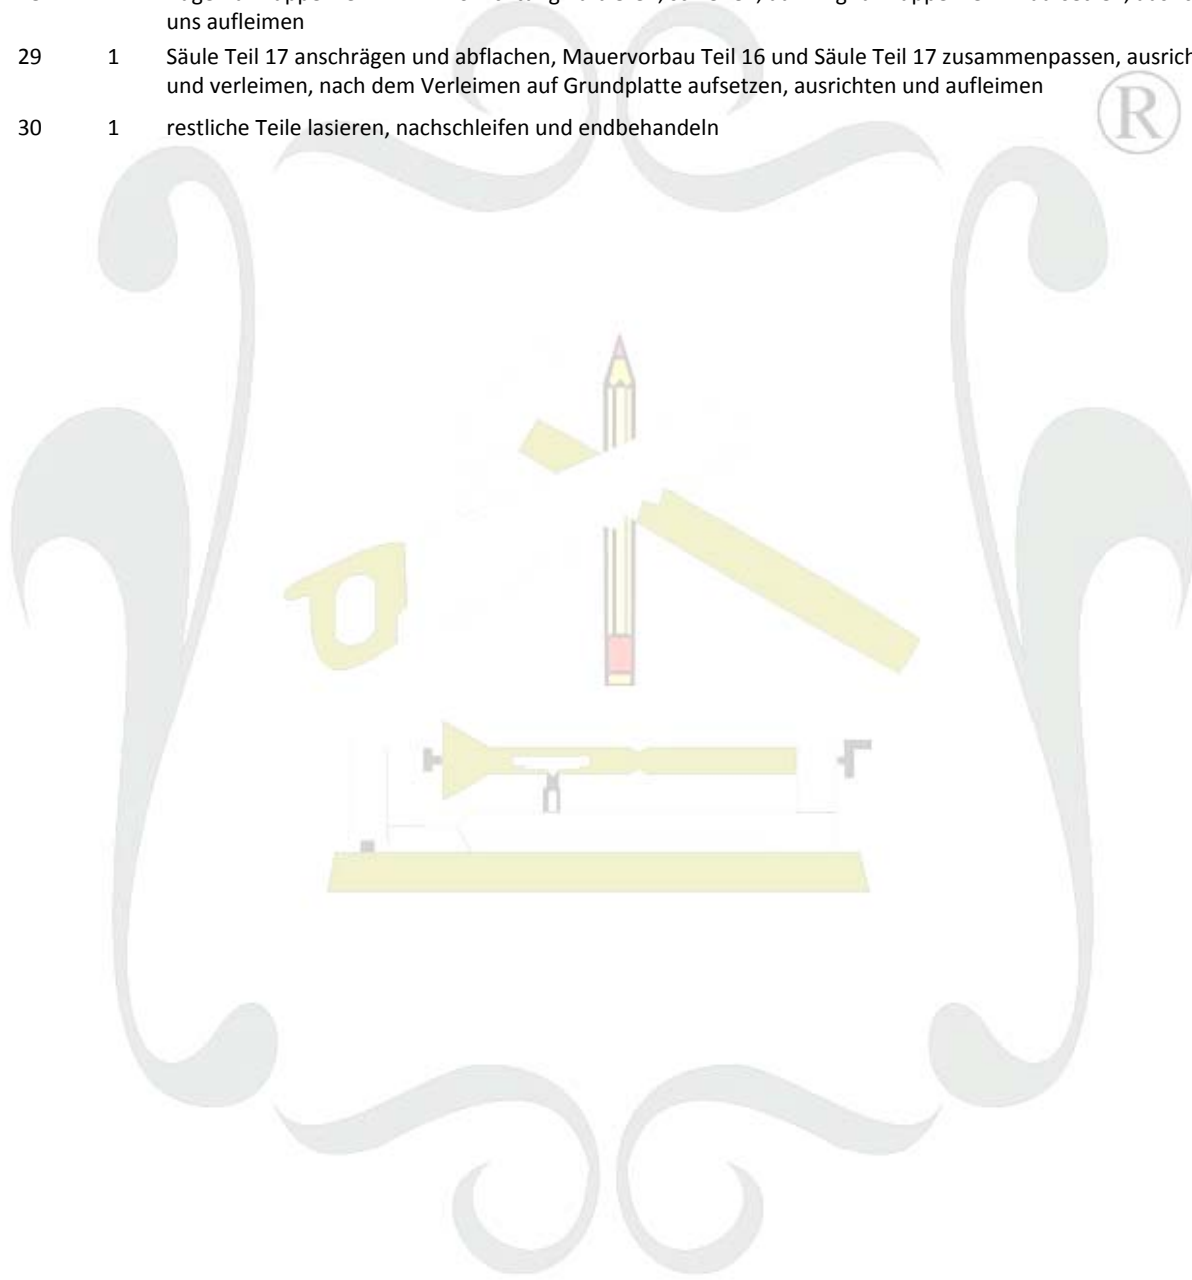 uns aufleimen
29 1 Säule Teil 17 anschrägen und abflachen, Mauervorbau Teil 16 und Säule Teil 17 zusammenpassen,
und verleimen, nach dem Verleimen auf Grundplatte aufsetzen, ausrichten und aufleimen
30 1 restliche Teile lasieren, nachschleifen und endbehandeln
R